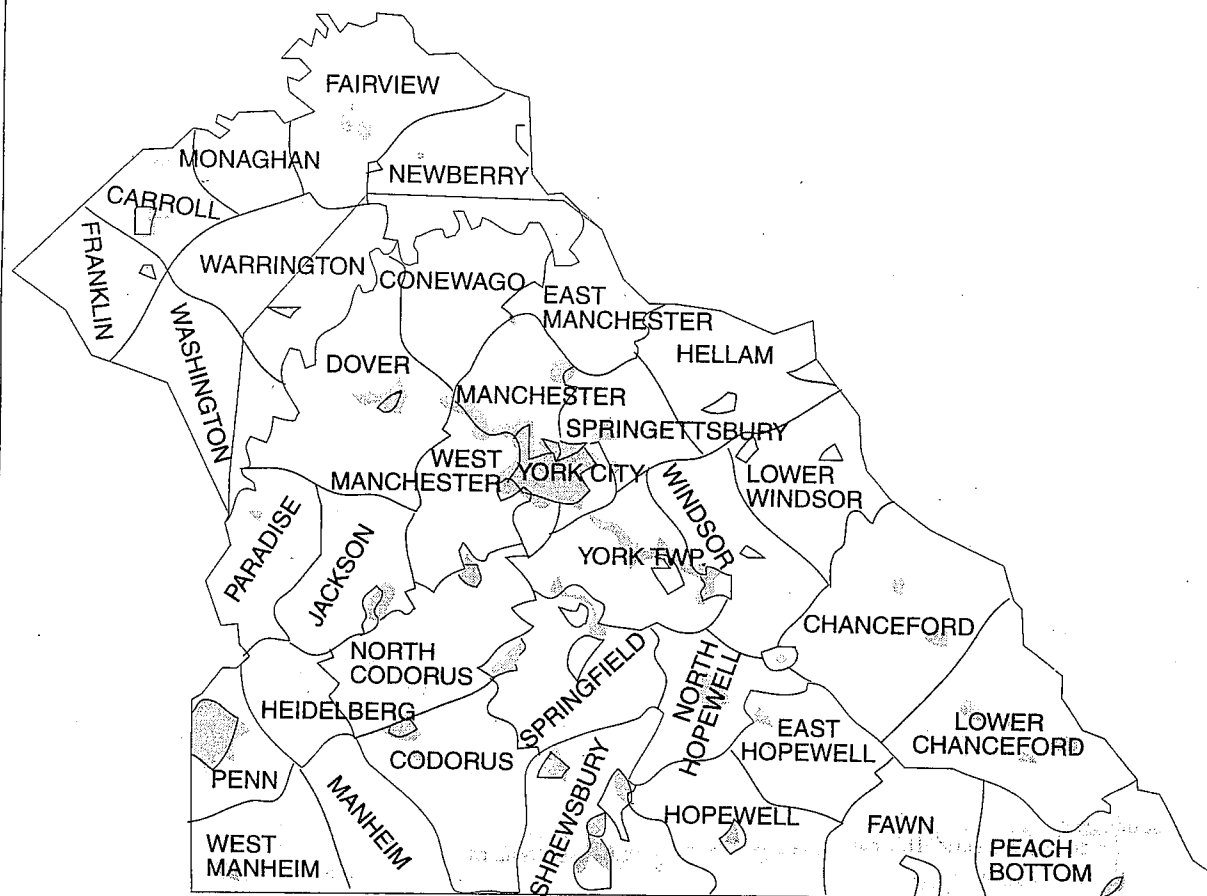 FAIRVIEW
MONAGHAN
NEWBERRY
CARROLL
FRANKLIN
WARRINGTON
CONEWAGO
EAST
MANCHESTER
WASHINGTON
DOVER
HELLAM
MANCHESTER
SPRINGETTSBURY
WEST
MANCHESTER
YORK CITY
WINDSOR
LOWER
WINDSOR
PARADISE
JACKSON
YORK TWP.
CHANCEFORD
NORTH
CODORUS
SPRINGFIELD
NORTH
HOPEWELL
HEIDELBERG
CODORUS
EAST
HOPEWELL
LOWER
CHANCEFORD
PENN
MANHEIM
SHREWSBURY
HOPEWELL
FAWN
WEST
MANHEIM
PEACH
BOTTOM